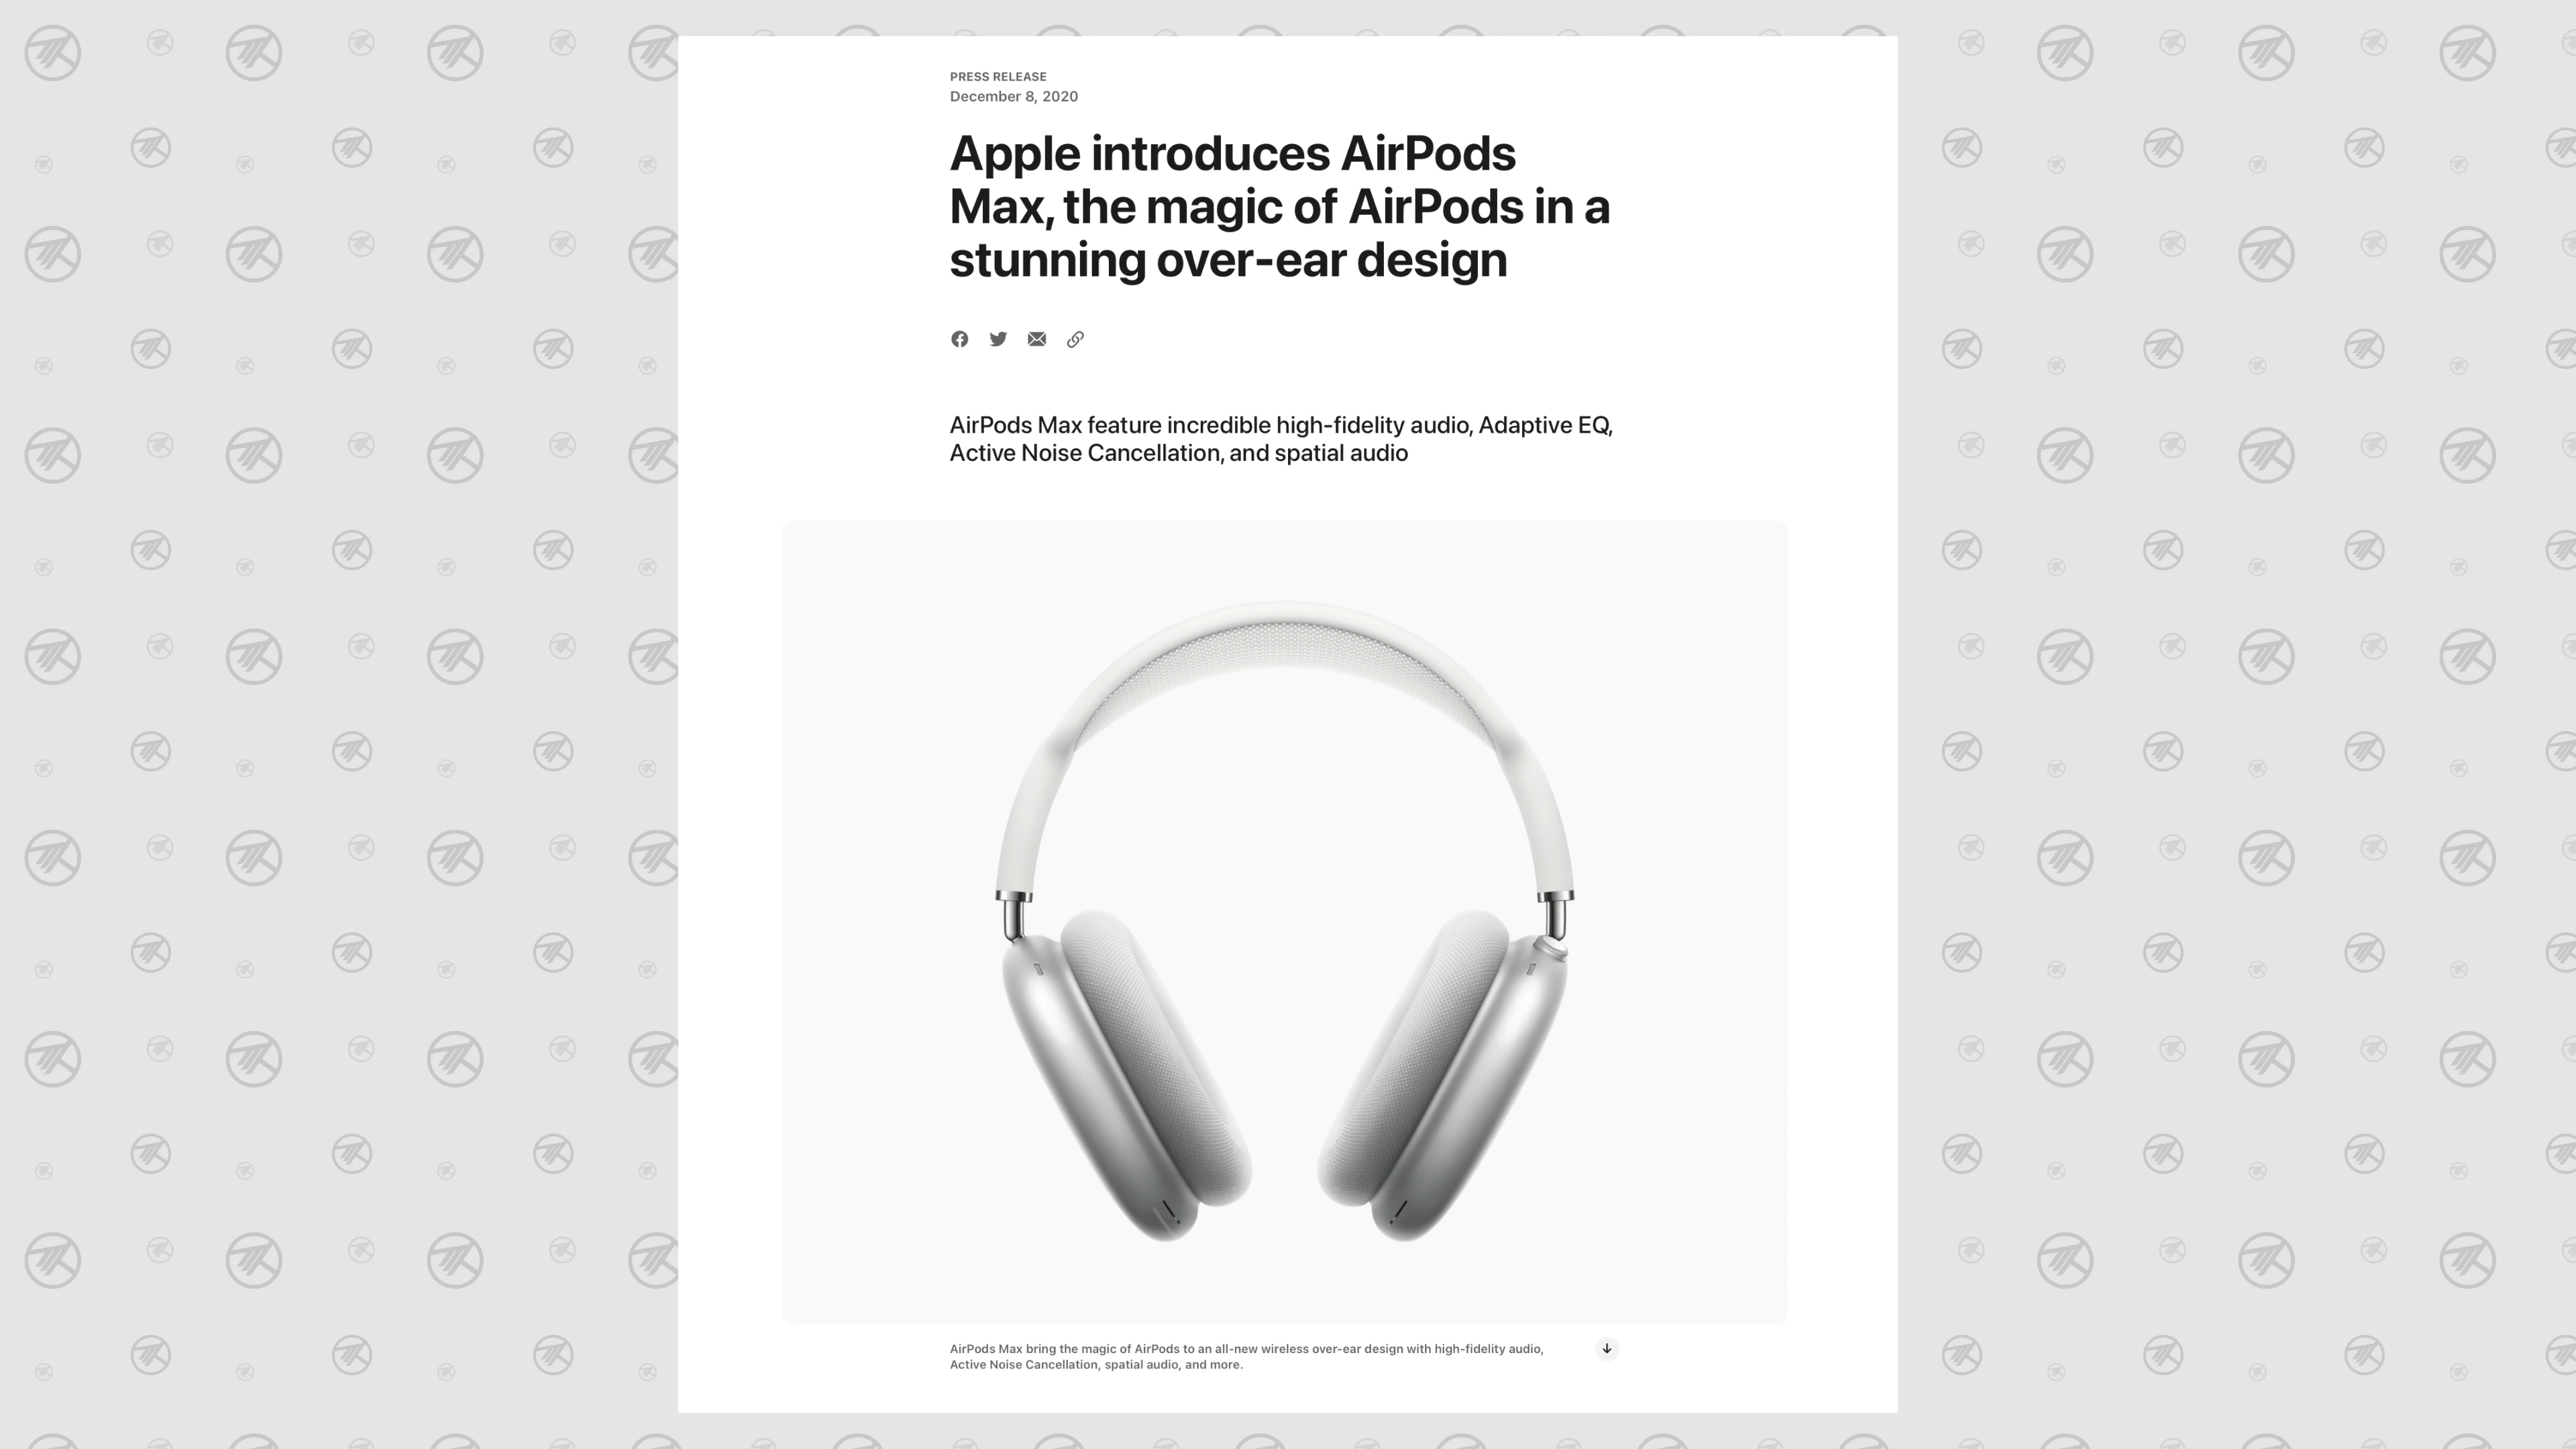 PRESS RELEASE
December 8, 2020
Apple introduces AirPods
Max, the magic of AirPods in a
stunning over-ear design
AirPods Max feature incredible high-fidelity audio, Adaptive EQ,
Active Noise Cancellation, and spatial audio
AirPods Max bring the magic of AirPods to an all-new wireless over-ear design with high-fidelity audio,
Active Noise Cancellation, spatial audio, and more.